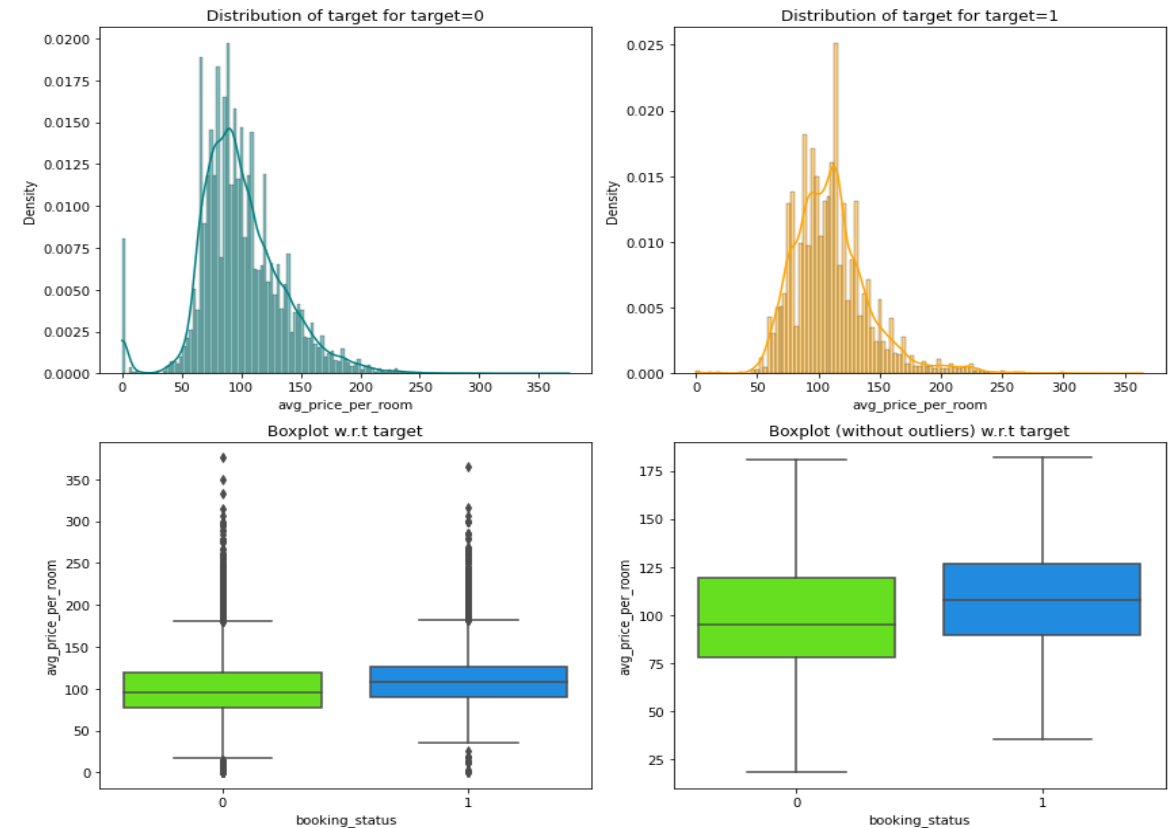 Distribution of target for target=0
0.0200
0.0175
0.0150
0.0125
0.0100
0.0075
0.0050
0.0025
0.0000
Density
0 50 100 150 200 250 300 350
avg_price_per_room
Distribution of target for target=1
0.025
0.020
0.015
0.010
0.005
0.000
Density
0 50 100 150 200 250 300 350
avg_price_per_room
Boxplot w.r.t target
350
300
250
200
150
100
50
0
avg_price_per_room
0 1
booking_status
Boxplot (without outliers) w.r.t target
175
150
125
100
75
50
25
avg_price_per_room
0 1
booking_status